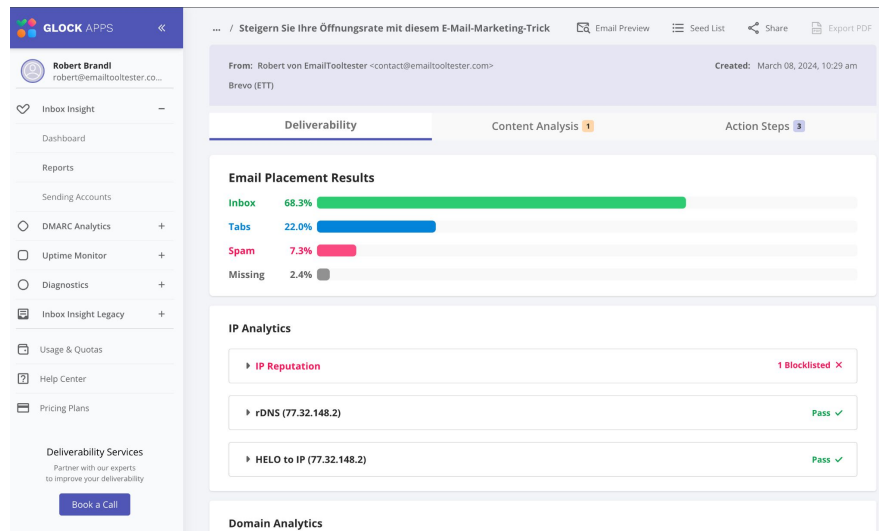 GLOCK APPS «
Robert Brandl
robert@emailtooltester.co...
Inbox Insight −
Dashboard
Reports
Sending Accounts
DMARC Analytics +
Uptime Monitor +
Diagnostics +
Inbox Insight Legacy +
Usage & Quotas
Help Center
Pricing Plans
Deliverability Services
Partner with our experts
to improve your deliverability
Book a Call
... / Steigern Sie Ihre Öffnungsrate mit diesem E-Mail-Marketing-Trick
Email Preview
Seed List
Share
Export PDF
From: Robert von EmailTooltester <contact@emailtooltester.com>
Created: March 08, 2024, 10:29 am
Brevo (ETT)
Deliverability
Content Analysis 1
Action Steps 3
Email Placement Results
Inbox 68.3%
Tabs 22.0%
Spam 7.3%
Missing 2.4%
IP Analytics
IP Reputation 1 Blocklisted ×
rDNS (77.32.148.2) Pass ✓
HELO to IP (77.32.148.2) Pass ✓
Domain Analytics